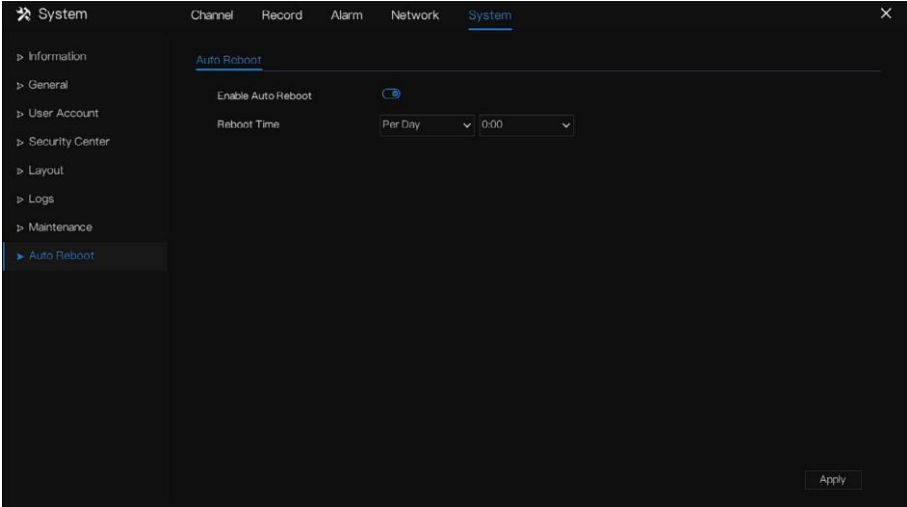 System
Channel Record Alarm Network System
Information
General
User Account
Security Center
Layout
Logs
Maintenance
Auto Reboot
Auto Reboot
Enable Auto Reboot
Reboot Time Per Day 0:00
Apply